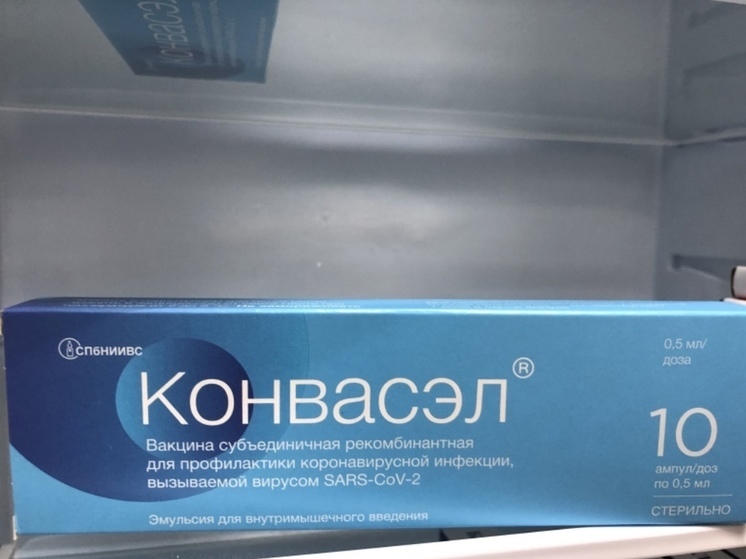 Конвасэл
СПбНИИВС
Конвасэл®
Вакцина субъединичная рекомбинантная
для профилактики коронавирусной инфекции,
вызываемой вирусом SARS-CoV-2
Эмульсия для внутримышечного введения
0,5 мл/
доза
10
ампул/доз
по 0,5 мл
СТЕРИЛЬНО